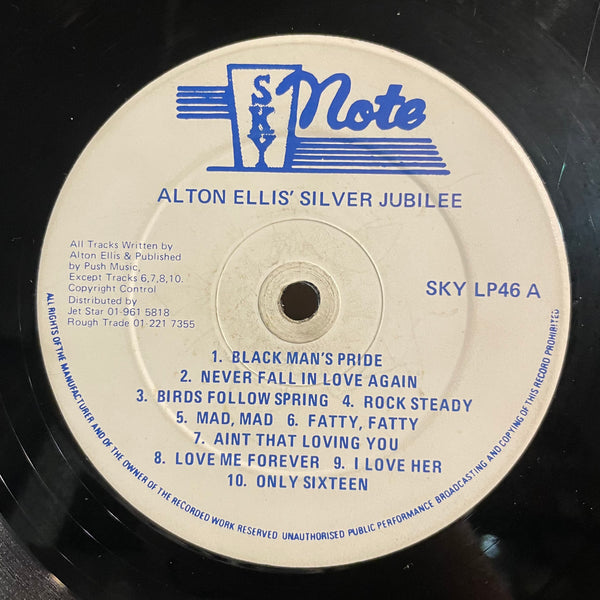 SKY Note
ALTON ELLIS' SILVER JUBILEE
All Tracks Written by
Alton Ellis & Published
by Push Music,
Except Tracks 6,7,8,10.
Copyright Control
Distributed by
Jet Star 01-961 5818
Rough Trade 01-221 7355
SKY LP46 A
1. BLACK MAN'S PRIDE
2. NEVER FALL IN LOVE AGAIN
3. BIRDS FOLLOW SPRING 4. ROCK STEADY
5. MAD, MAD 6. FATTY, FATTY
7. AINT THAT LOVING YOU
8. LOVE ME FOREVER 9. I LOVE HER
10. ONLY SIXTEEN
ALL RIGHTS OF THE MANUFACTURER AND OF THE OWNER OF THE RECORDED WORK RESERVED UNAUTHORISED PUBLIC PERFORMANCE BROADCASTING AND COPYING OF THIS RECORD PROHIBITED